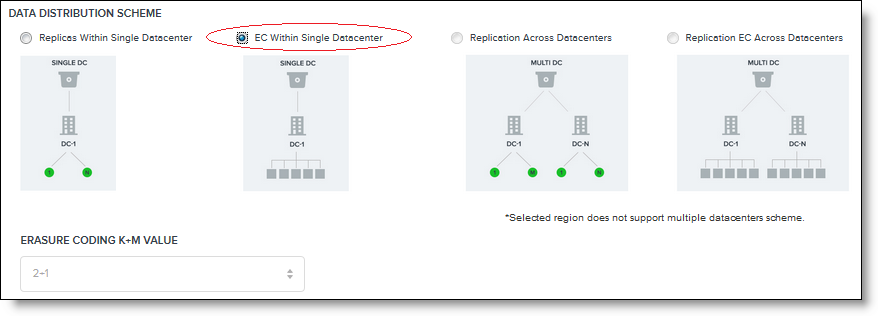 DATA DISTRIBUTION SCHEME
Replicas Within Single Datacenter
EC Within Single Datacenter
Replication Across Datacenters
Replication EC Across Datacenters
SINGLE DC
SINGLE DC
MULTI DC
MULTI DC
DC-1
DC-1
DC-1
DC-N
DC-1
DC-N
1
N
1
M
1
N
*Selected region does not support multiple datacenters scheme.
ERASURE CODING K+M VALUE
2+1